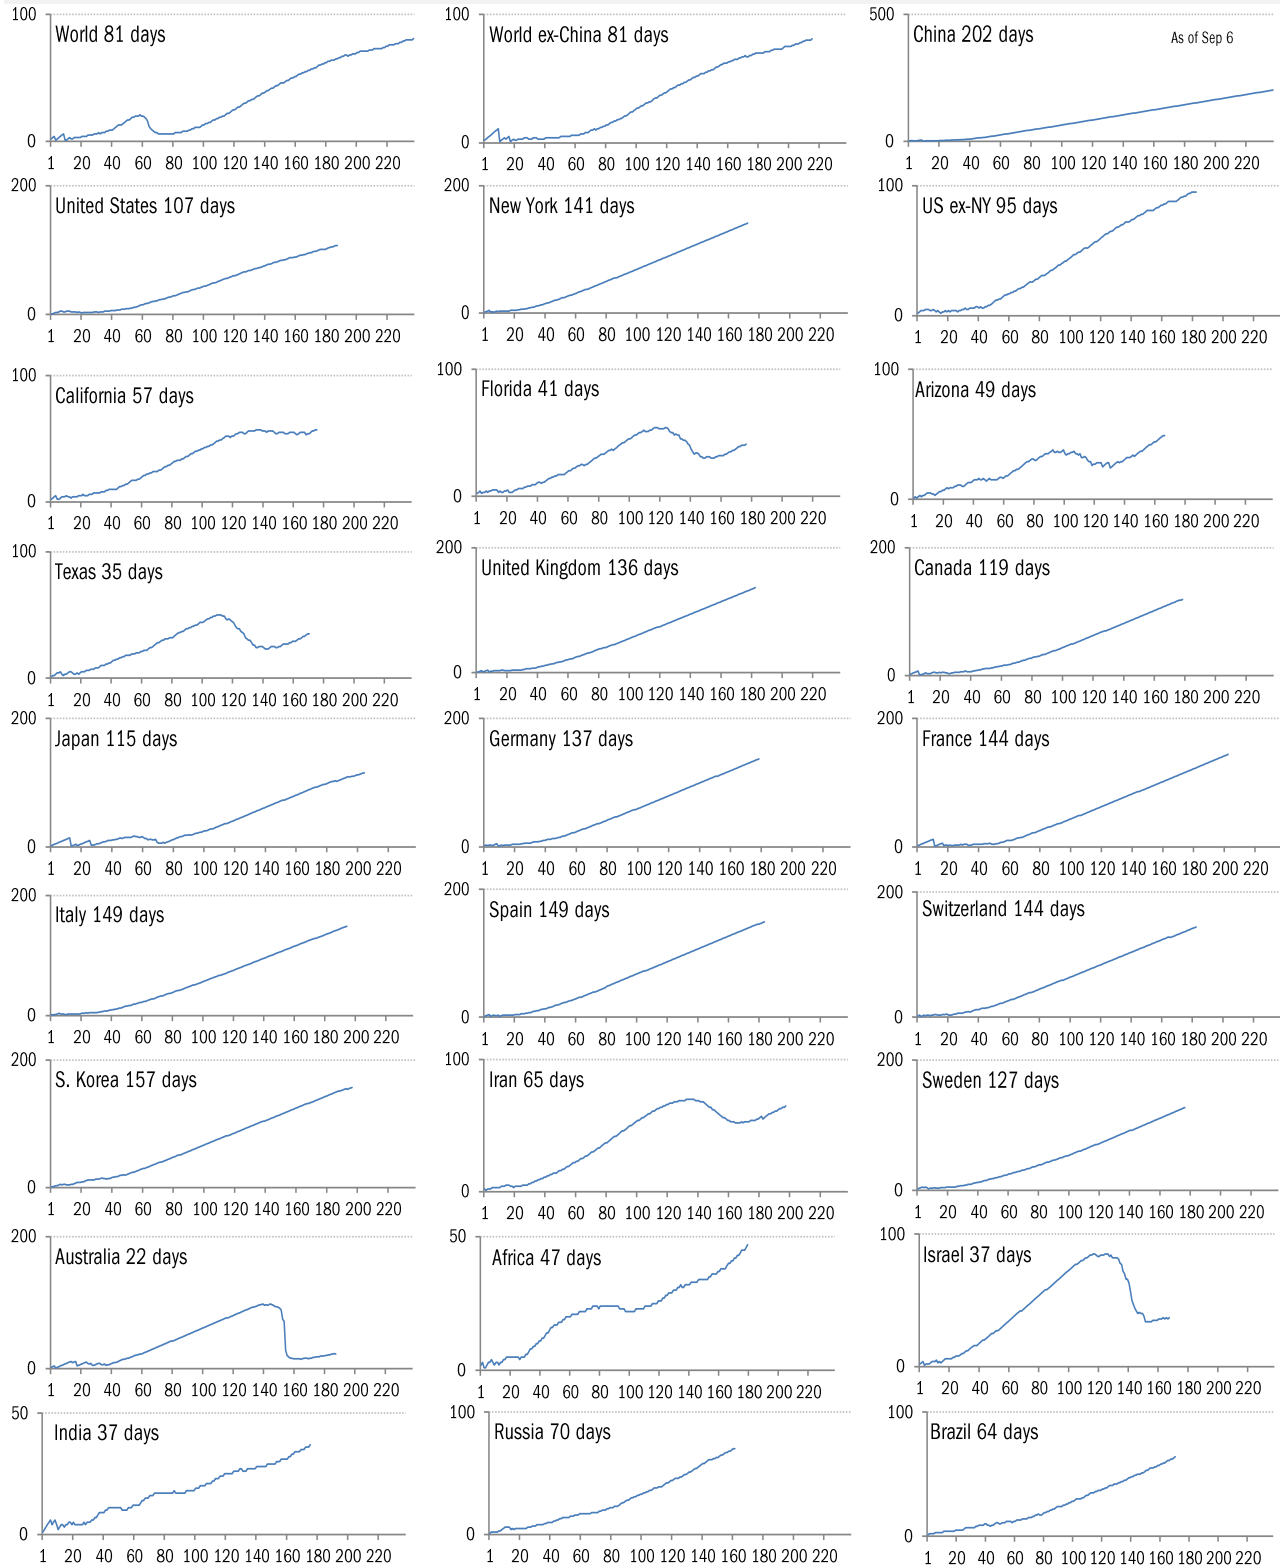 100
World 81 days
0
1 20 40 60 80 100 120 140 160 180 200 220
100
World ex-China 81 days
0
1 20 40 60 80 100 120 140 160 180 200 220
500
China 202 days
As of Sep 6
0
1 20 40 60 80 100 120 140 160 180 200 220
200
United States 107 days
0
1 20 40 60 80 100 120 140 160 180 200 220
200
New York 141 days
0
1 20 40 60 80 100 120 140 160 180 200 220
100
US ex-NY 95 days
0
1 20 40 60 80 100 120 140 160 180 200 220
100
California 57 days
0
1 20 40 60 80 100 120 140 160 180 200 220
100
Florida 41 days
0
1 20 40 60 80 100 120 140 160 180 200 220
100
Arizona 49 days
0
1 20 40 60 80 100 120 140 160 180 200 220
100
Texas 35 days
0
1 20 40 60 80 100 120 140 160 180 200 220
200
United Kingdom 136 days
0
1 20 40 60 80 100 120 140 160 180 200 220
200
Canada 119 days
0
1 20 40 60 80 100 120 140 160 180 200 220
200
Japan 115 days
0
1 20 40 60 80 100 120 140 160 180 200 220
200
Germany 137 days
0
1 20 40 60 80 100 120 140 160 180 200 220
200
France 144 days
0
1 20 40 60 80 100 120 140 160 180 200 220
200
Italy 149 days
0
1 20 40 60 80 100 120 140 160 180 200 220
200
Spain 149 days
0
1 20 40 60 80 100 120 140 160 180 200 220
200
Switzerland 144 days
0
1 20 40 60 80 100 120 140 160 180 200 220
200
S. Korea 157 days
0
1 20 40 60 80 100 120 140 160 180 200 220
100
Iran 65 days
0
1 20 40 60 80 100 120 140 160 180 200 220
200
Sweden 127 days
0
1 20 40 60 80 100 120 140 160 180 200 220
200
Australia 22 days
0
1 20 40 60 80 100 120 140 160 180 200 220
50
Africa 47 days
0
1 20 40 60 80 100 120 140 160 180 200 220
100
Israel 37 days
0
1 20 40 60 80 100 120 140 160 180 200 220
50
India 37 days
0
1 20 40 60 80 100 120 140 160 180 200 220
100
Russia 70 days
0
1 20 40 60 80 100 120 140 160 180 200 220
100
Brazil 64 days
0
1 20 40 60 80 100 120 140 160 180 200 220